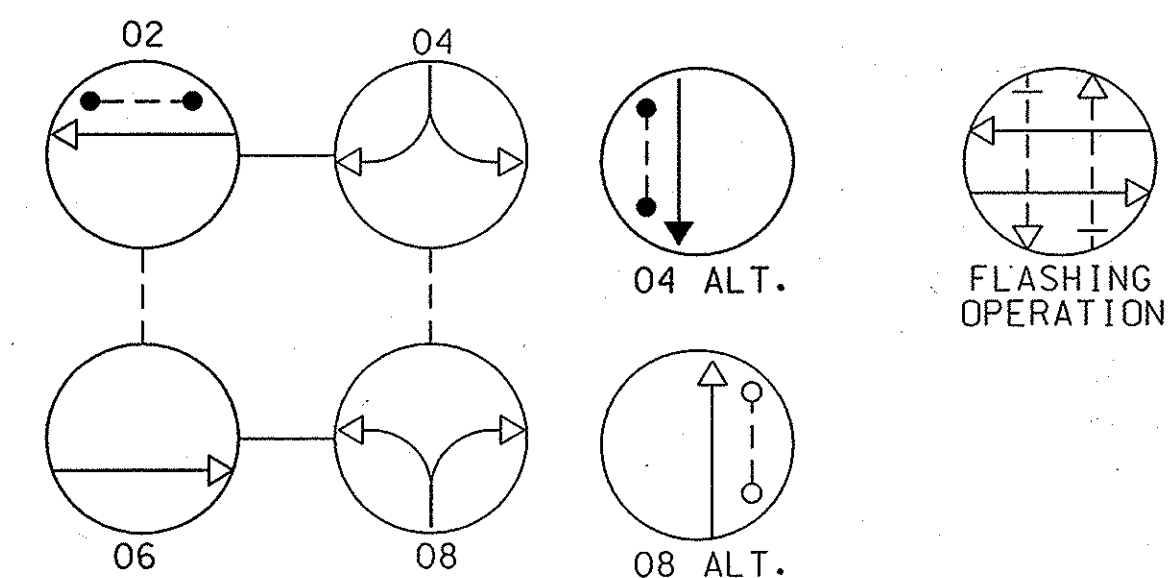 02
04
04 ALT.
FLASHING
OPERATION
06
08
08 ALT.